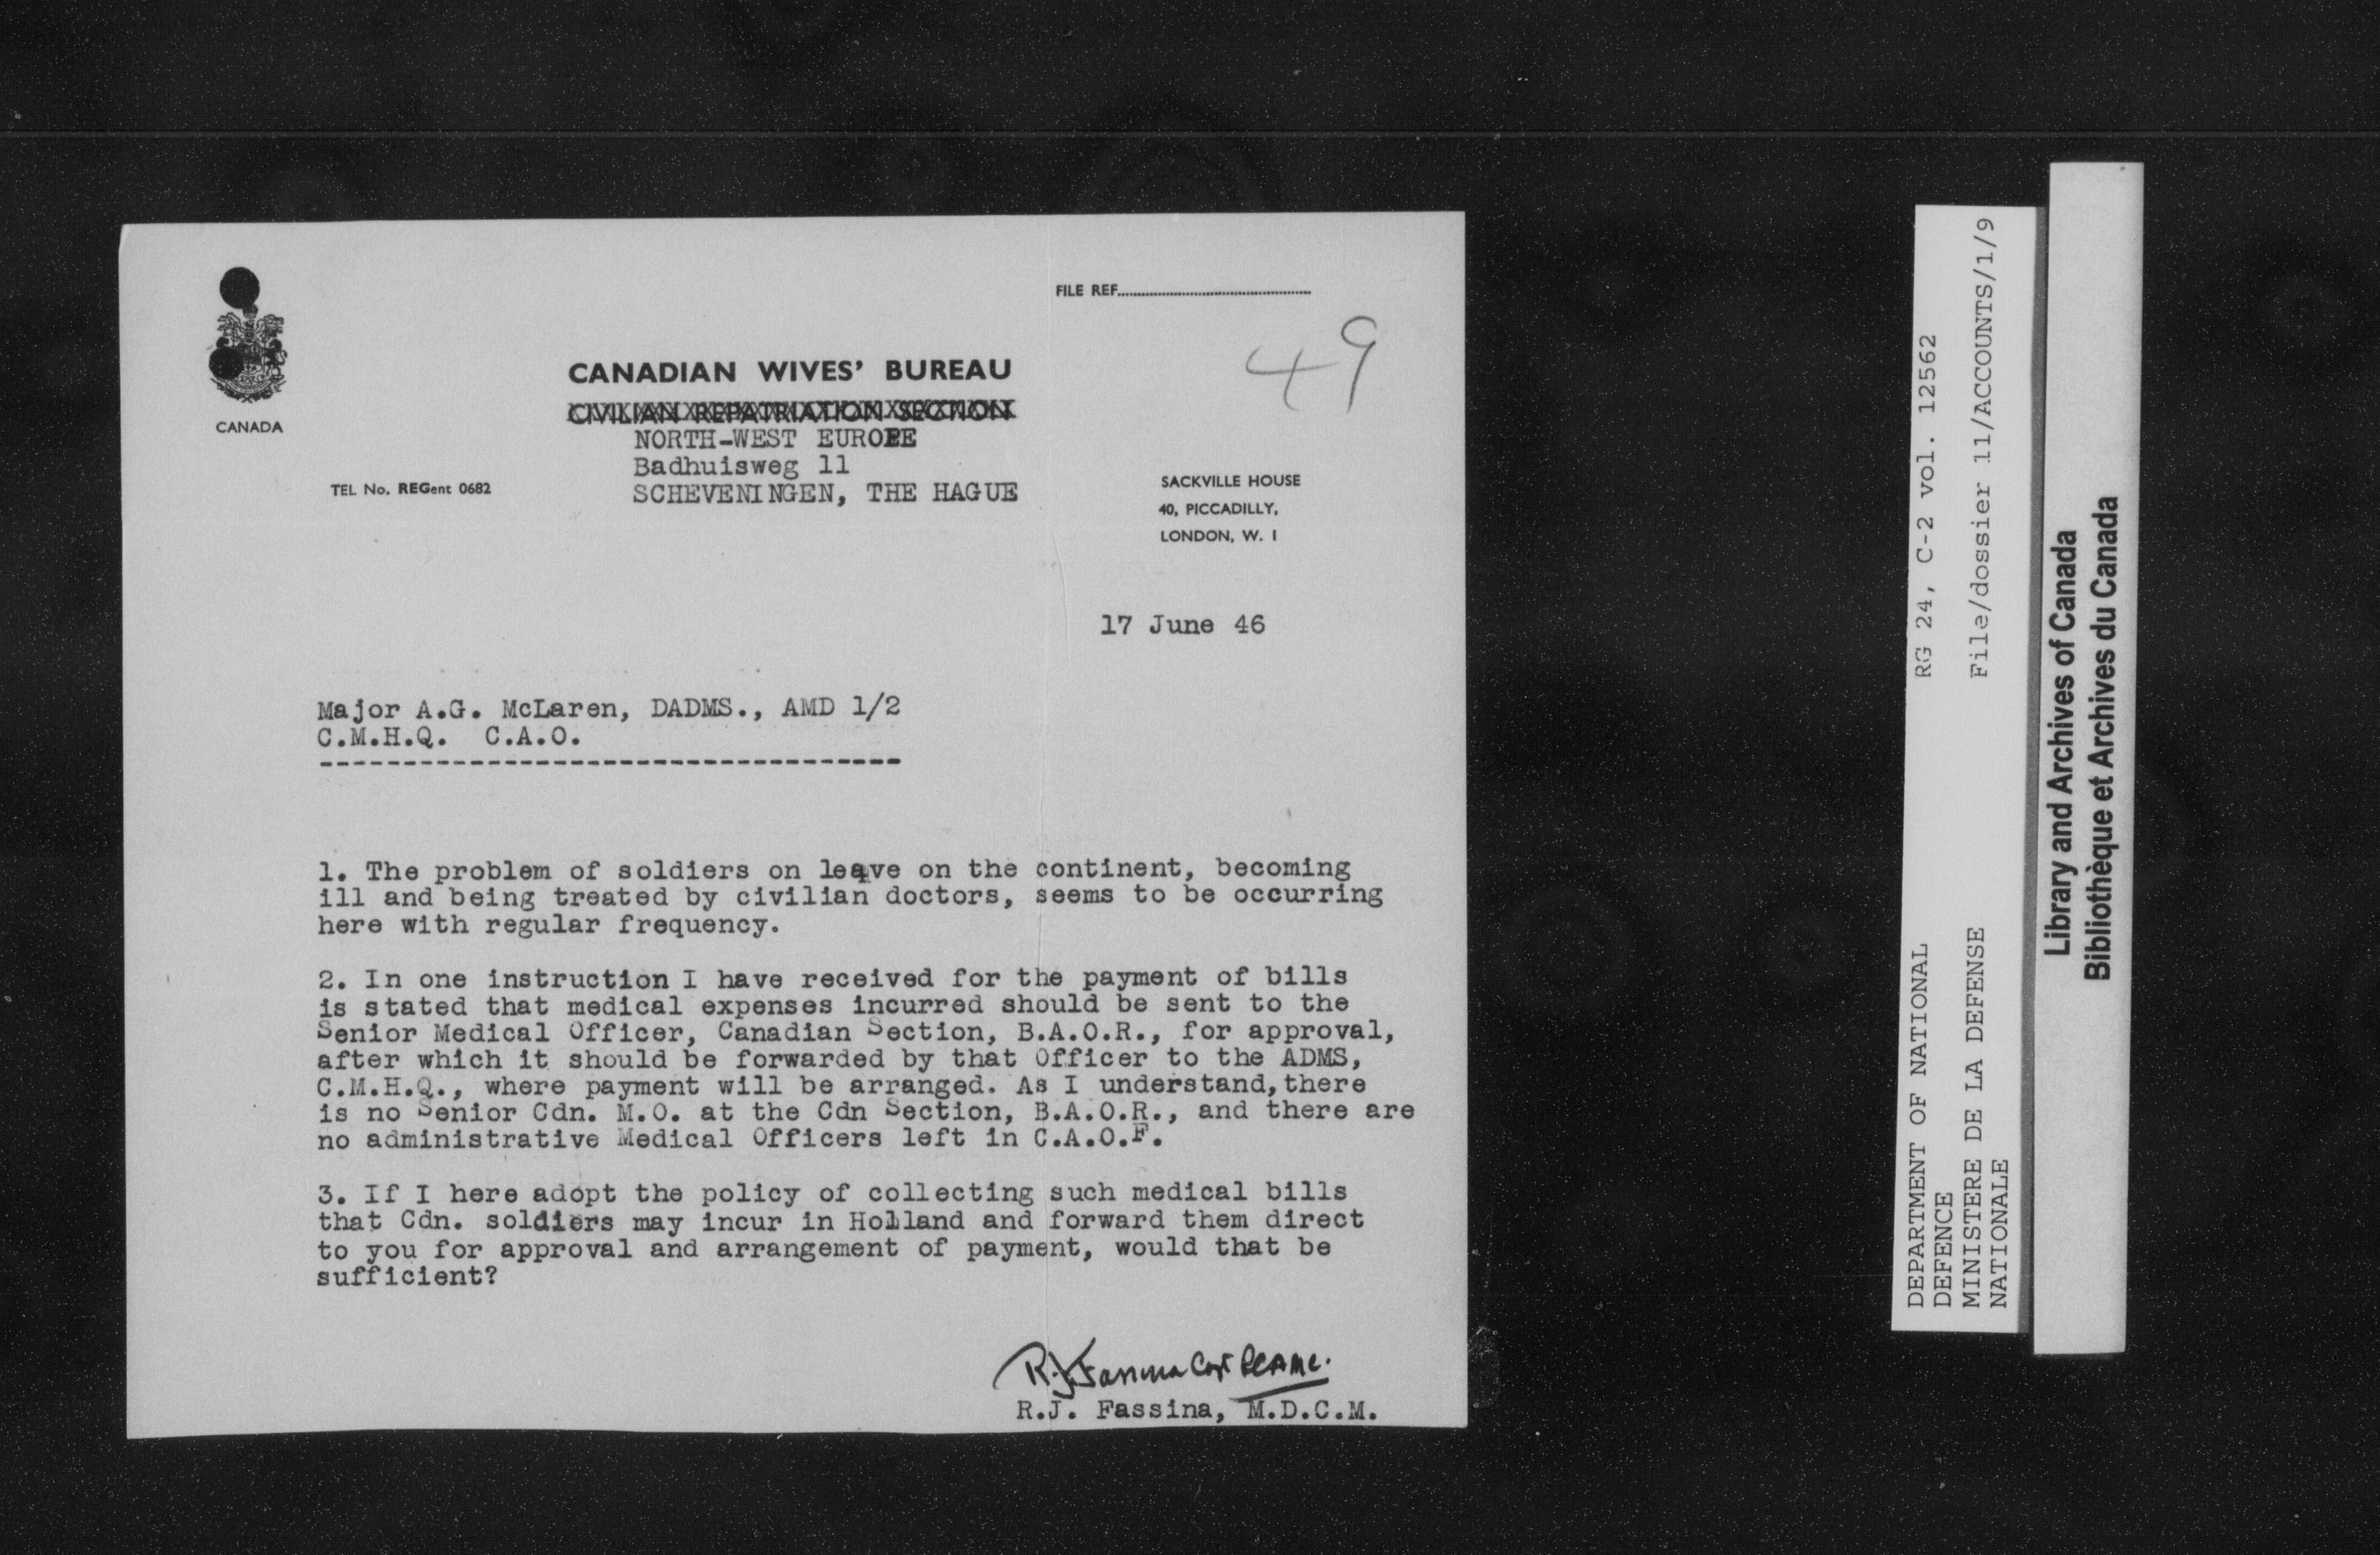 FILE REF
49
CANADA
CANADIAN WIVES' BUREAU
CIVILIAN REPATRIATION SECTION
NORTH-WEST EUROPE
Badhuisweg 11
SCHEVENINGEN, THE HAGUE
TEL No. REGent 0682
SACKVILLE HOUSE
40, PICCADILLY,
LONDON, W. 1
17 June 46
Major A.G. McLaren, DADMS., AMD 1/2
C.M.H.Q. C.A.O.
1. The problem of soldiers on leave on the continent, becoming
ill and being treated by civilian doctors, seems to be occurring
here with regular frequency.
2. In one instruction I have received for the payment of bills
is stated that medical expenses incurred should be sent to the
Senior Medical Officer, Canadian Section, B.A.O.R., for approval,
after which it should be forwarded by that Officer to the ADMS,
C.M.H.Q., where payment will be arranged. As I understand, there
is no Senior Cdn. M.O. at the Cdn Section, B.A.O.R., and there are
no administrative Medical Officers left in C.A.O.F.
3. If I here adopt the policy of collecting such medical bills
that Cdn. soldiers may incur in Holland and forward them direct
to you for approval and arrangement of payment, would that be
sufficient?
R.J. Fassina Capt RCAMC.
R.J. Fassina, M.D.C.M.
DEPARTMENT OF NATIONAL
DEFENCE
MINISTERE DE LA DEFENSE
NATIONALE
RG 24, C-2 vol. 12562
File/dossier 11/ACCOUNTS/1/9
Library and Archives of Canada
Bibliothèque et Archives du Canada